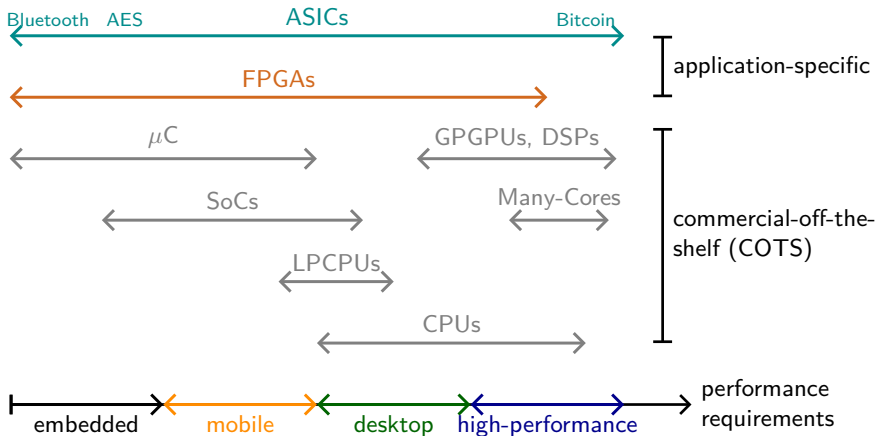 Bluetooth AES ASICs Bitcoin
application-specific
FPGAs
μC GPGPUs, DSPs
SoCs Many-Cores
commercial-off-the-
shelf (COTS)
LPCPUs
CPUs
performance
requirements
embedded mobile desktop high-performance